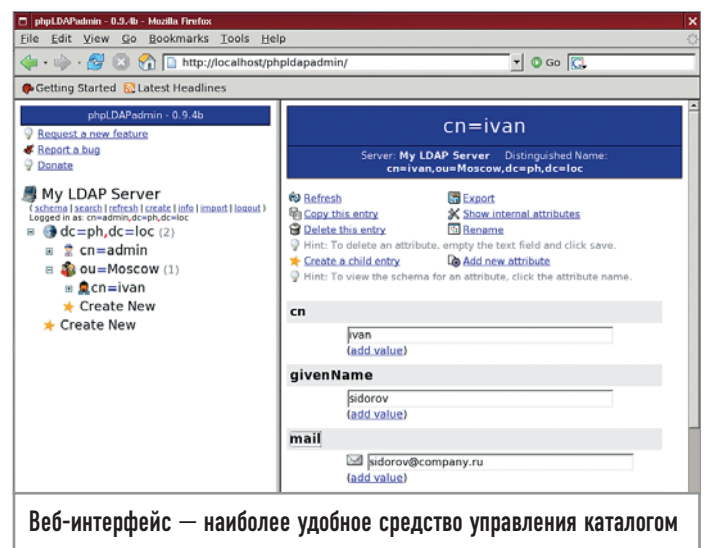 phpLDAPadmin - 0.9.4b - Mozilla Firefox
File Edit View Go Bookmarks Tools Help
http://localhost/phpldapadmin/
Go
Getting Started Latest Headlines
phpLDAPadmin - 0.9.4b
Request a new feature
Report a bug
Donate
My LDAP Server
( schema | search | refresh | create | info | import | logout )
Logged in as: cn=admin,dc=ph,dc=loc
dc=ph,dc=loc (2)
cn=admin
ou=Moscow (1)
cn=ivan
Create New
Create New
cn=ivan
Server: My LDAP Server Distinguished Name:
cn=ivan,ou=Moscow,dc=ph,dc=loc
Refresh Export
Copy this entry Show internal attributes
Delete this entry Rename
Hint: To delete an attribute, empty the text field and click save.
Create a child entry Add new attribute
Hint: To view the schema for an attribute, click the attribute name.
cn
ivan
(add value)
givenName
sidorov
(add value)
mail
sidorov@company.ru
(add value)
Веб-интерфейс — наиболее удобное средство управления каталогом